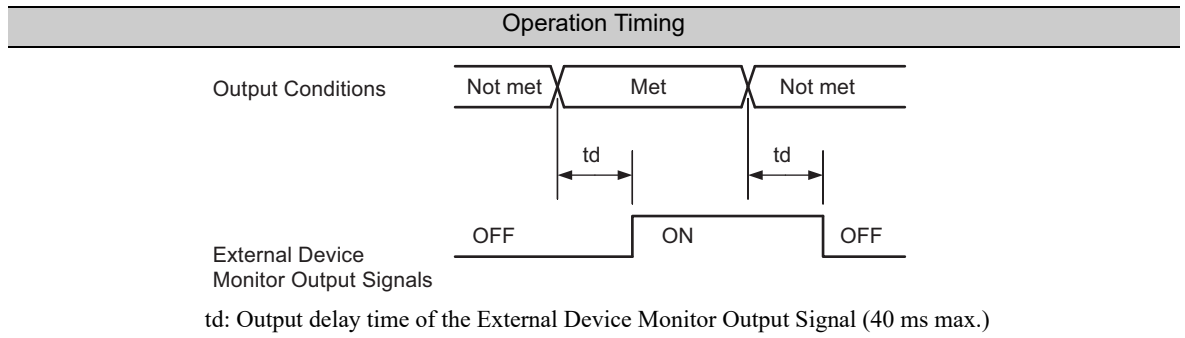 Operation Timing
Output Conditions
Not met
Met
Not met
td
td
OFF
ON
OFF
External Device
Monitor Output Signals
td: Output delay time of the External Device Monitor Output Signal (40 ms max.)